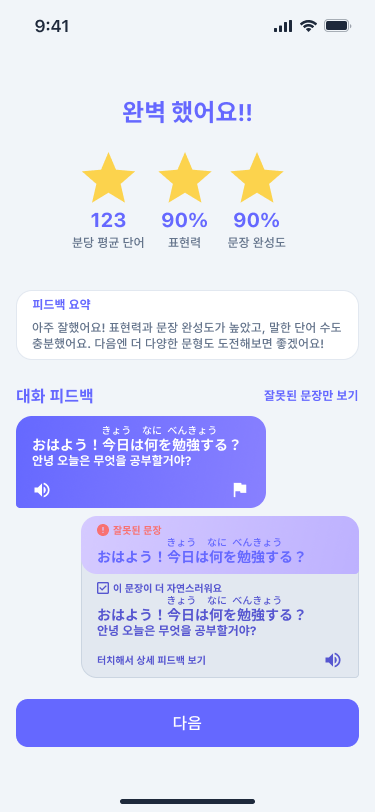 9:41
완벽 했어요!!
123 90% 90%
분당 평균 단어 표현력 문장 완성도
피드백 요약
아주 잘했어요! 표현력과 문장 완성도가 높았고, 말한 단어 수도
충분했어요. 다음엔 더 다양한 문형도 도전해보면 좋겠어요!
대화 피드백 잘못된 문장만 보기
きょう なに べんきょう
おはよう！今日は何を勉強する？
안녕 오늘은 무엇을 공부할거야?
잘못된 문장
きょう なに べんきょう
おはよう！今日は何を勉強する？
이 문장이 더 자연스러워요
きょう なに べんきょう
おはよう！今日は何を勉強する？
안녕 오늘은 무엇을 공부할거야?
터치해서 상세 피드백 보기
다음